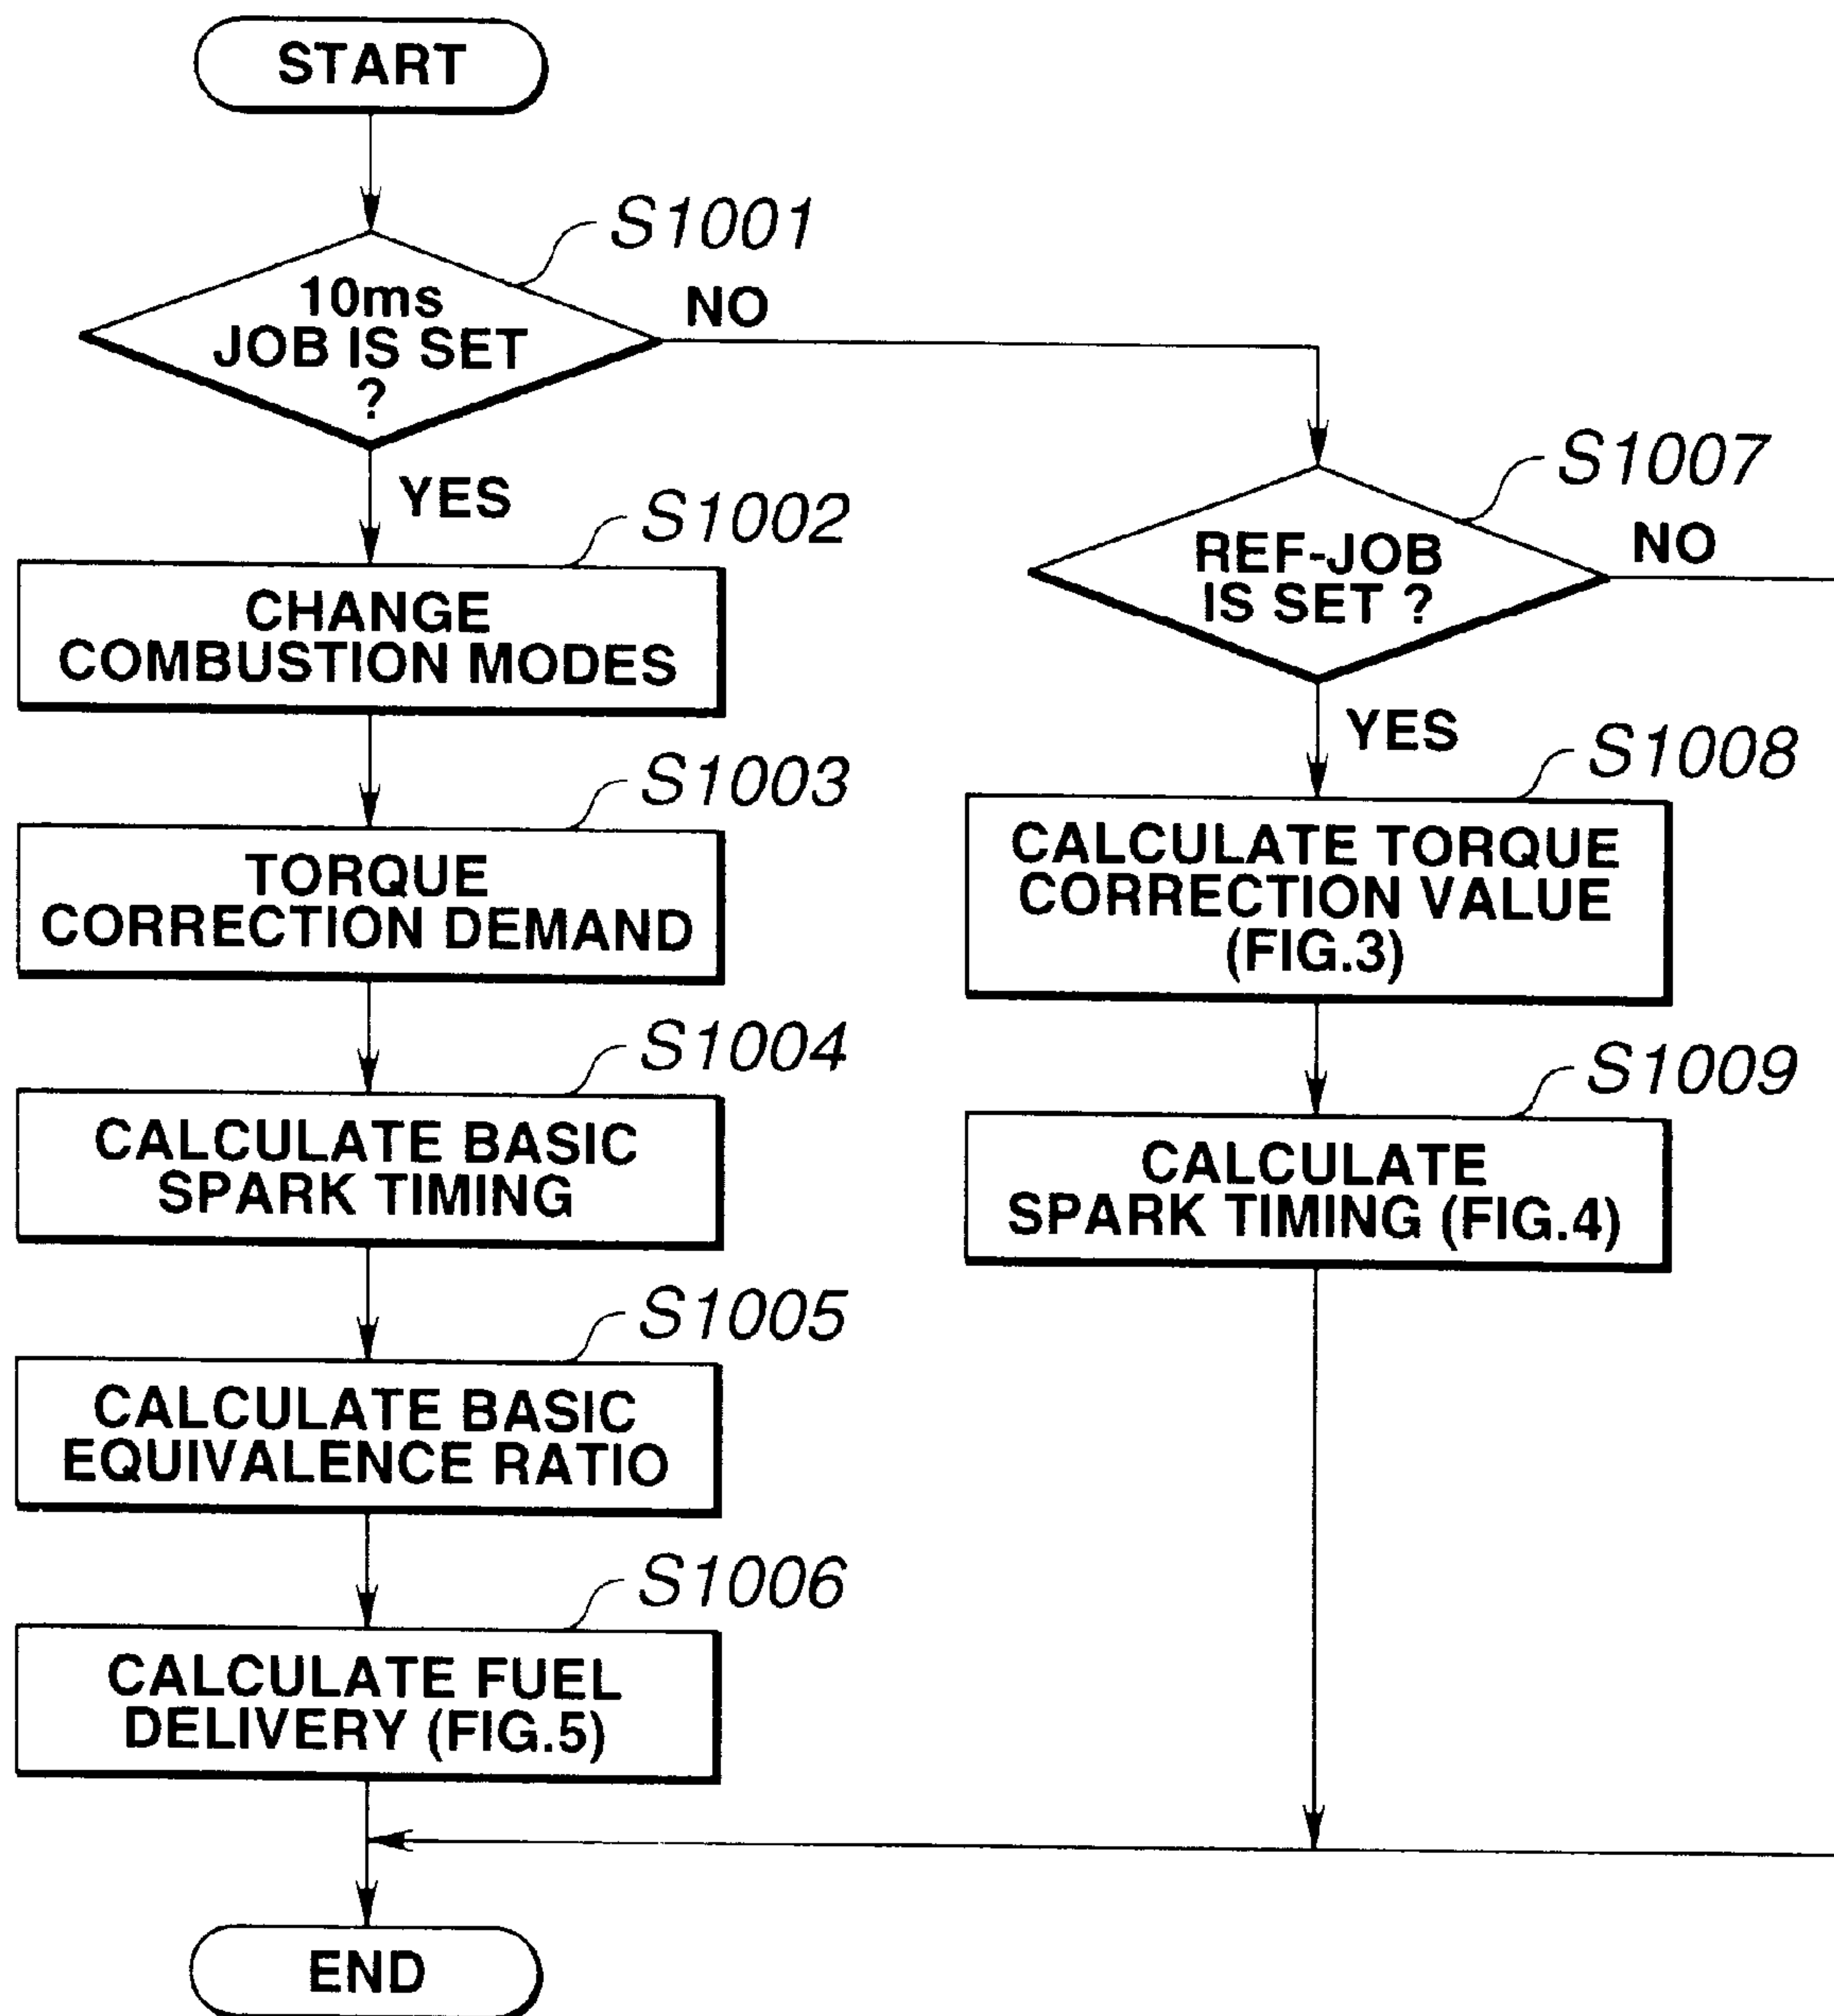 START
S1001
10ms
JOB IS SET
?
NO
YES
S1002
CHANGE
COMBUSTION MODES
S1003
TORQUE
CORRECTION DEMAND
S1004
CALCULATE BASIC
SPARK TIMING
S1005
CALCULATE BASIC
EQUIVALENCE RATIO
S1006
CALCULATE FUEL
DELIVERY (FIG.5)
END
S1007
REF-JOB
IS SET ?
NO
YES
S1008
CALCULATE TORQUE
CORRECTION VALUE
(FIG.3)
S1009
CALCULATE
SPARK TIMING (FIG.4)